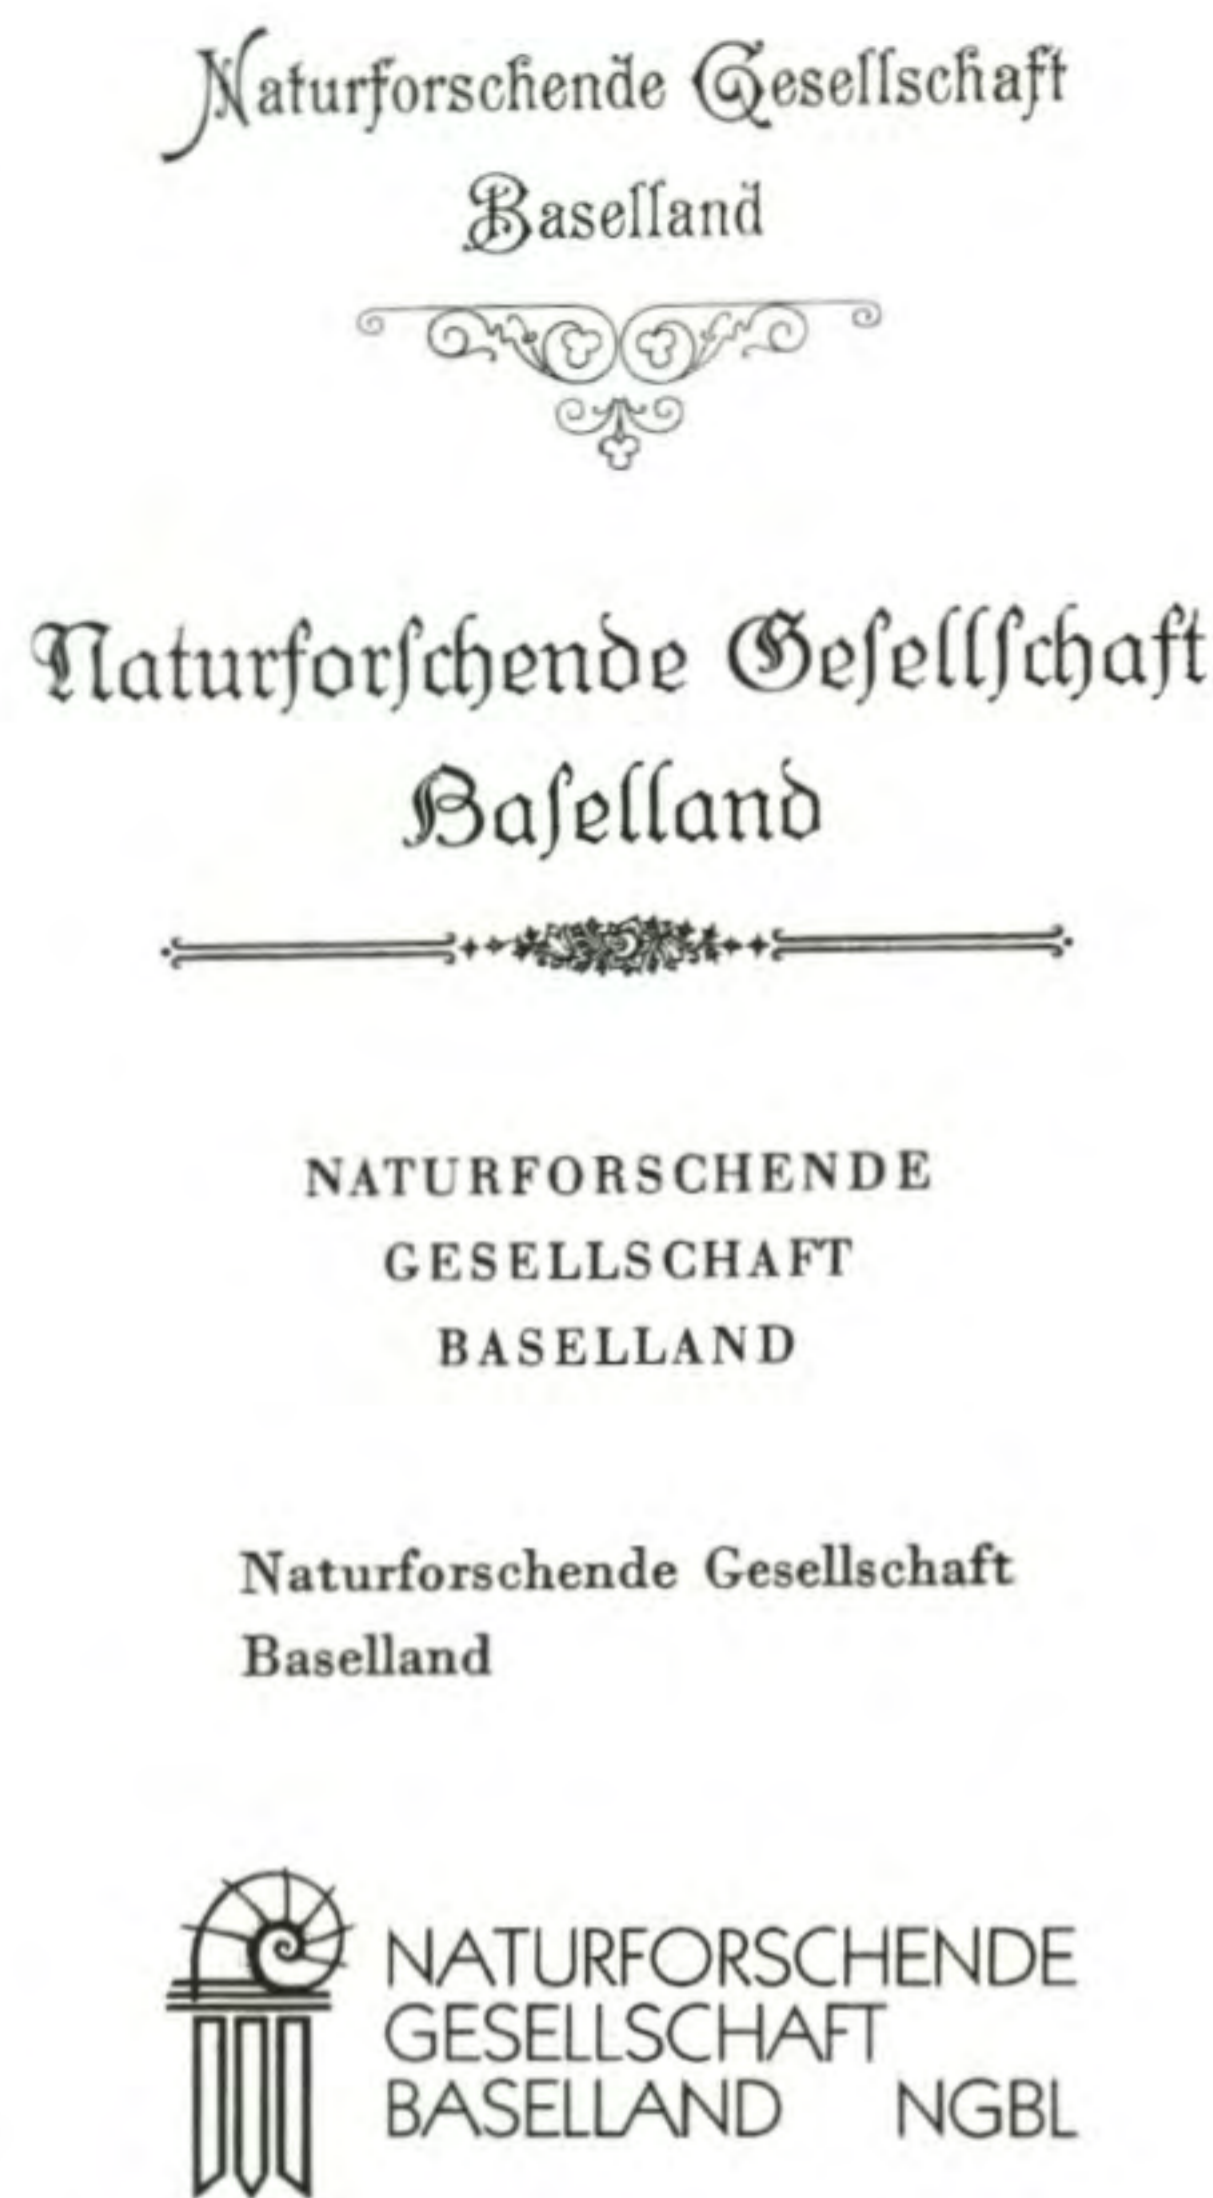 Naturforschende Gesellschaft
Baselland
Naturforſchende Geſellſchaft
Baſelland
NATURFORSCHENDE
GESELLSCHAFT
BASELLAND
Naturforschende Gesellschaft
Baselland
NATURFORSCHENDE
GESELLSCHAFT
BASELLAND NGBL